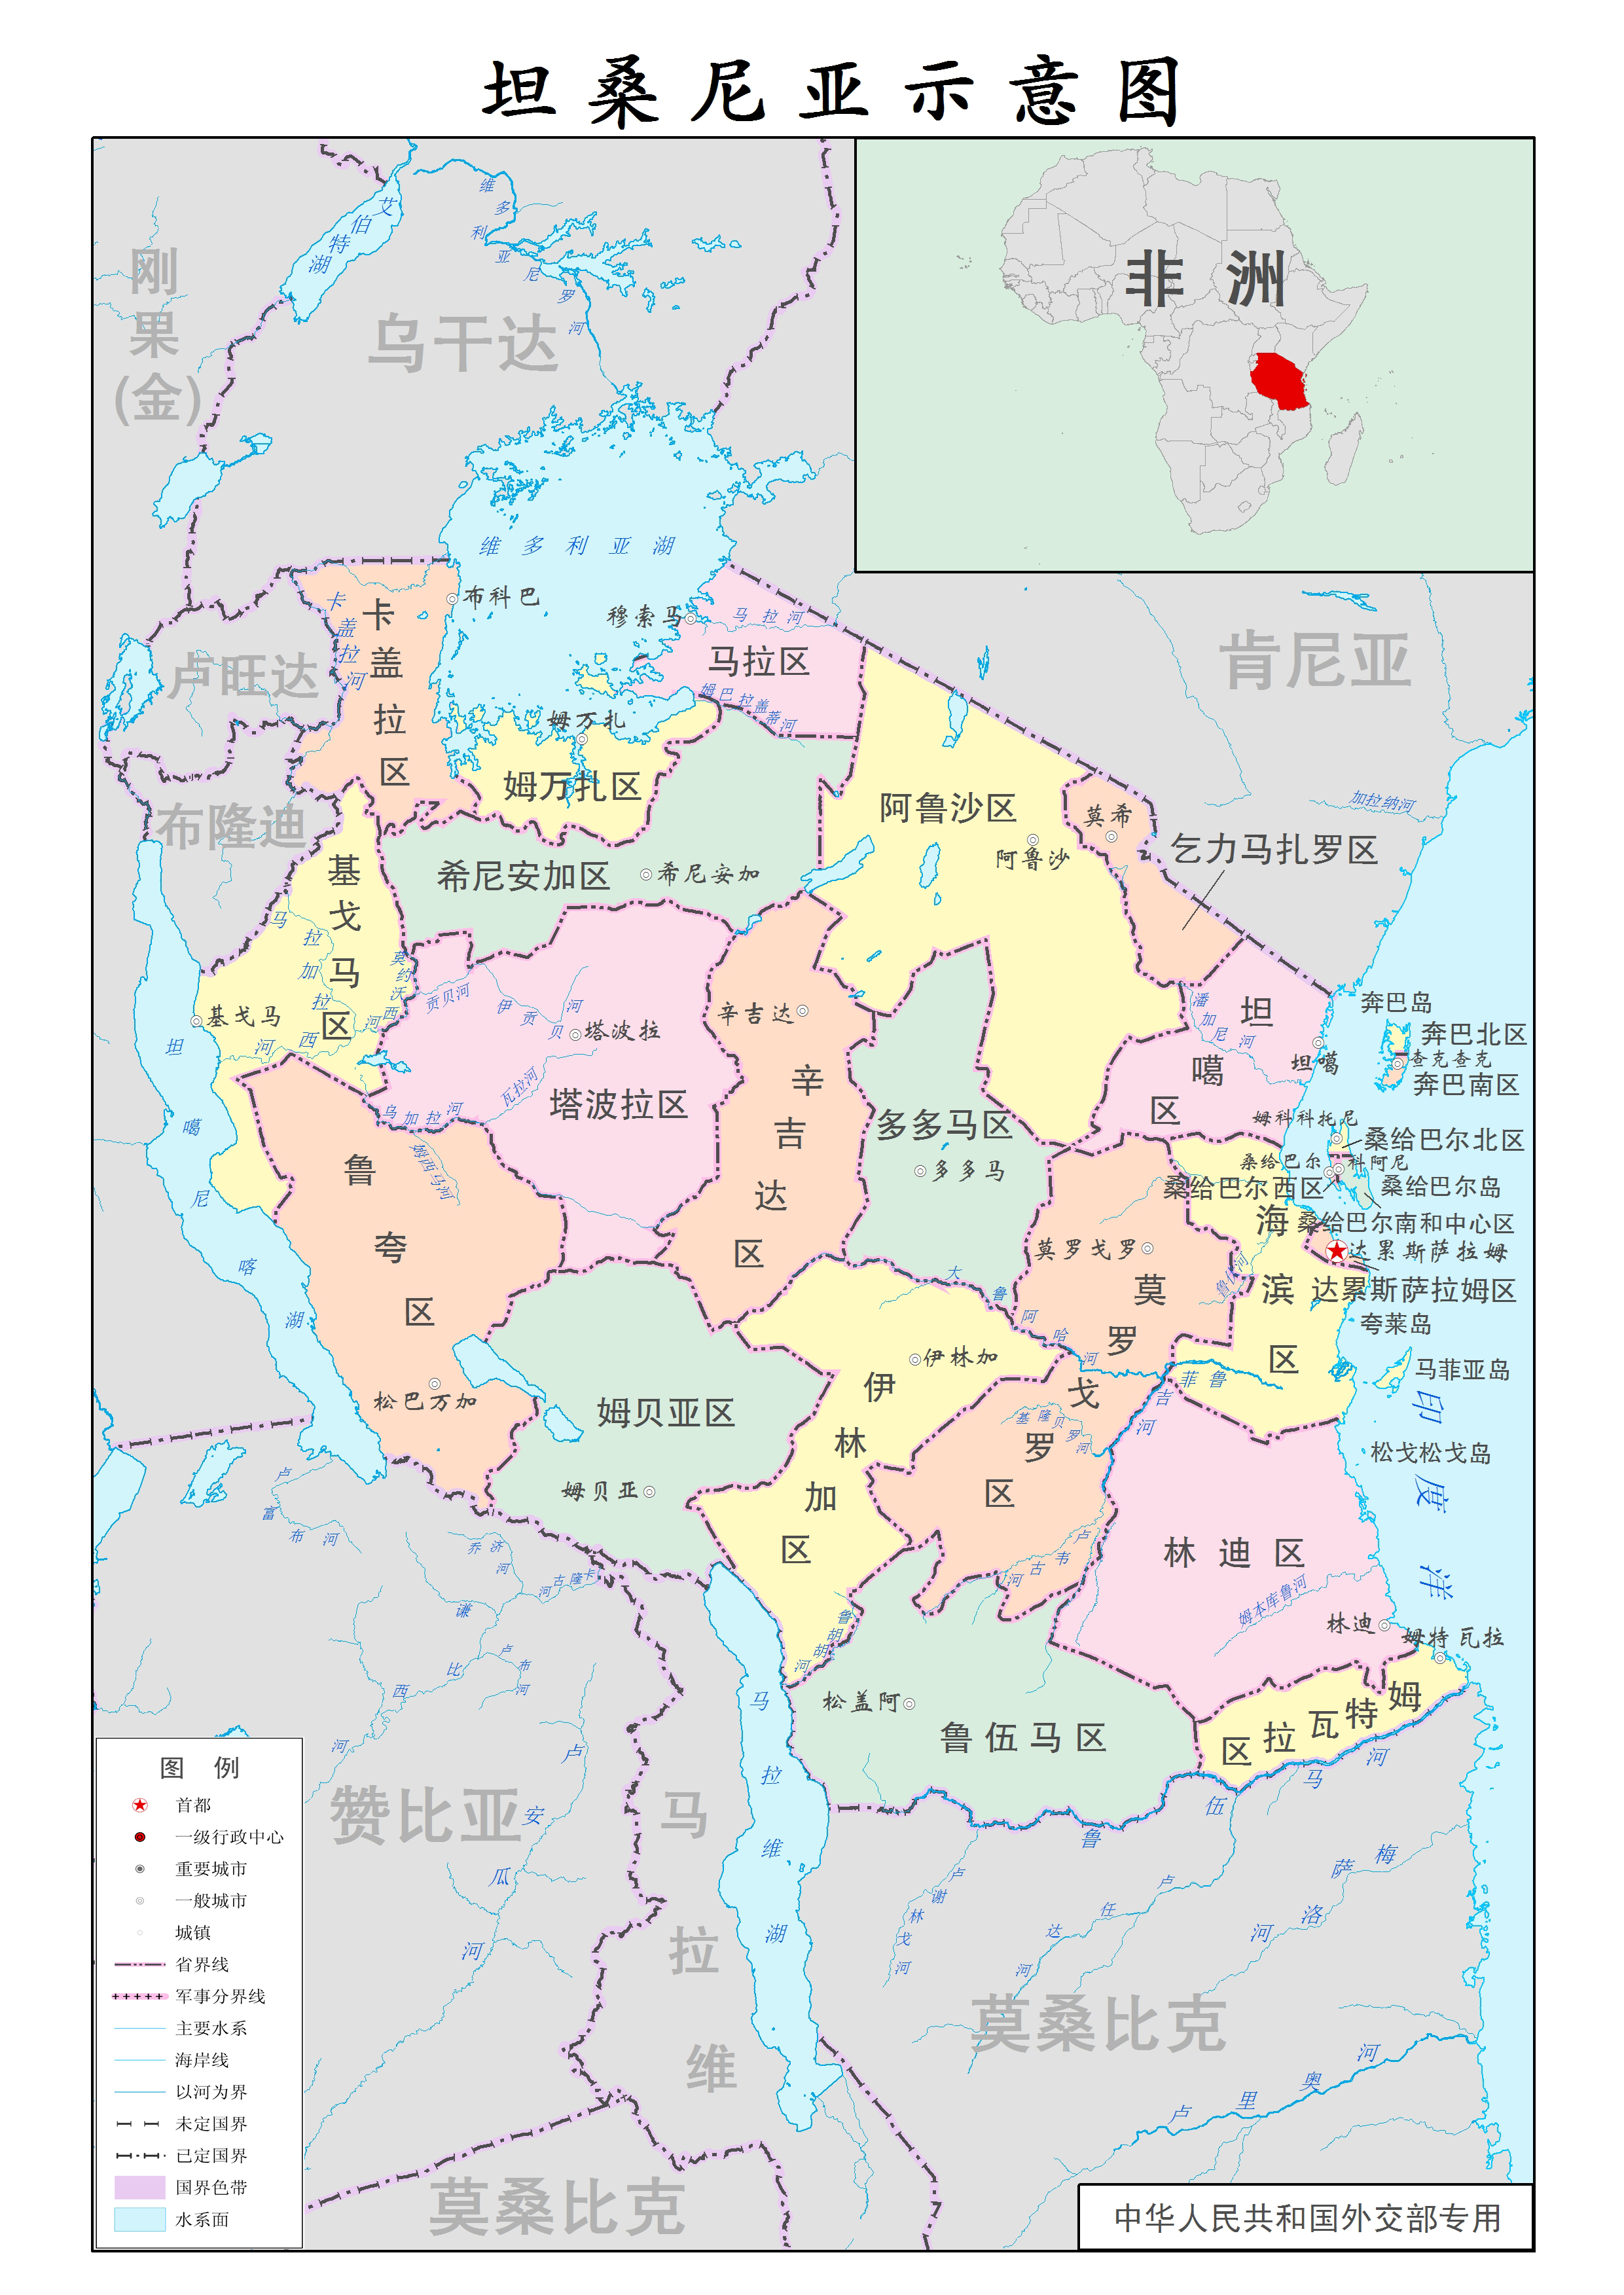 坦桑尼亚示意图
非洲
刚果(金)
乌干达
艾伯特湖
维多利亚尼罗河
维多利亚湖
肯尼亚
卢旺达
布隆迪
卡盖拉河
卡盖拉区
布科巴
穆索马
马拉河
马拉区
姆巴拉盖蒂河
姆万扎
姆万扎区
阿鲁沙区
阿鲁沙
莫希
乞力马扎罗区
加拉纳河
希尼安加区
希尼安加
基戈马区
马拉加拉西河
莫约沃西河
基戈马
贡贝河
伊贡贝河
塔波拉
塔波拉区
瓦拉河
乌加拉河
姆西马河
辛吉达
辛吉达区
多多马区
多多马
潘加尼河
坦噶区
坦噶
奔巴岛
奔巴北区
查克查克
奔巴南区
姆科科托尼
桑给巴尔北区
桑给巴尔
科阿尼
桑给巴尔西区
桑给巴尔岛
桑给巴尔南和中心区
达累斯萨拉姆
达累斯萨拉姆区
海滨区
鲁伍河
夸莱岛
马菲亚岛
松戈松戈岛
印度洋
坦噶尼喀湖
鲁夸区
松巴万加
莫罗戈罗
莫罗戈罗区
大鲁阿哈河
伊林加
伊林加区
姆贝亚区
姆贝亚
基隆贝罗河
吉河
菲鲁
卢韦古河
林迪区
姆本库鲁河
林迪
姆特瓦拉
姆特瓦拉区
鲁胡胡河
松盖阿
鲁伍马区
鲁伍马河
卢富布河
乔济河
卡隆古河
谦比西河
卢布河
卢安瓜河
赞比亚
马拉维
马拉维湖
卢谢林戈河
卢任达河
梅萨洛河
莫桑比克
卢里奥河
莫桑比克
图例
首都
一级行政中心
重要城市
一般城市
城镇
省界线
军事分界线
主要水系
海岸线
以河为界
未定国界
已定国界
国界色带
水系面
中华人民共和国外交部专用